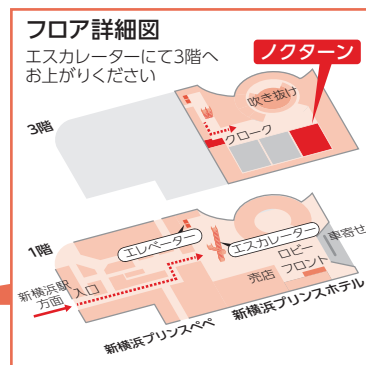 フロア詳細図
エスカレーターにて3階へ
お上がりください
ノクターン
吹き抜け
3階
クローク
1階
エレベーター
エスカレーター
車寄せ
ロビー
新横浜駅
方面
入口
売店
フロント
新横浜プリンスペペ
新横浜プリンスホテル